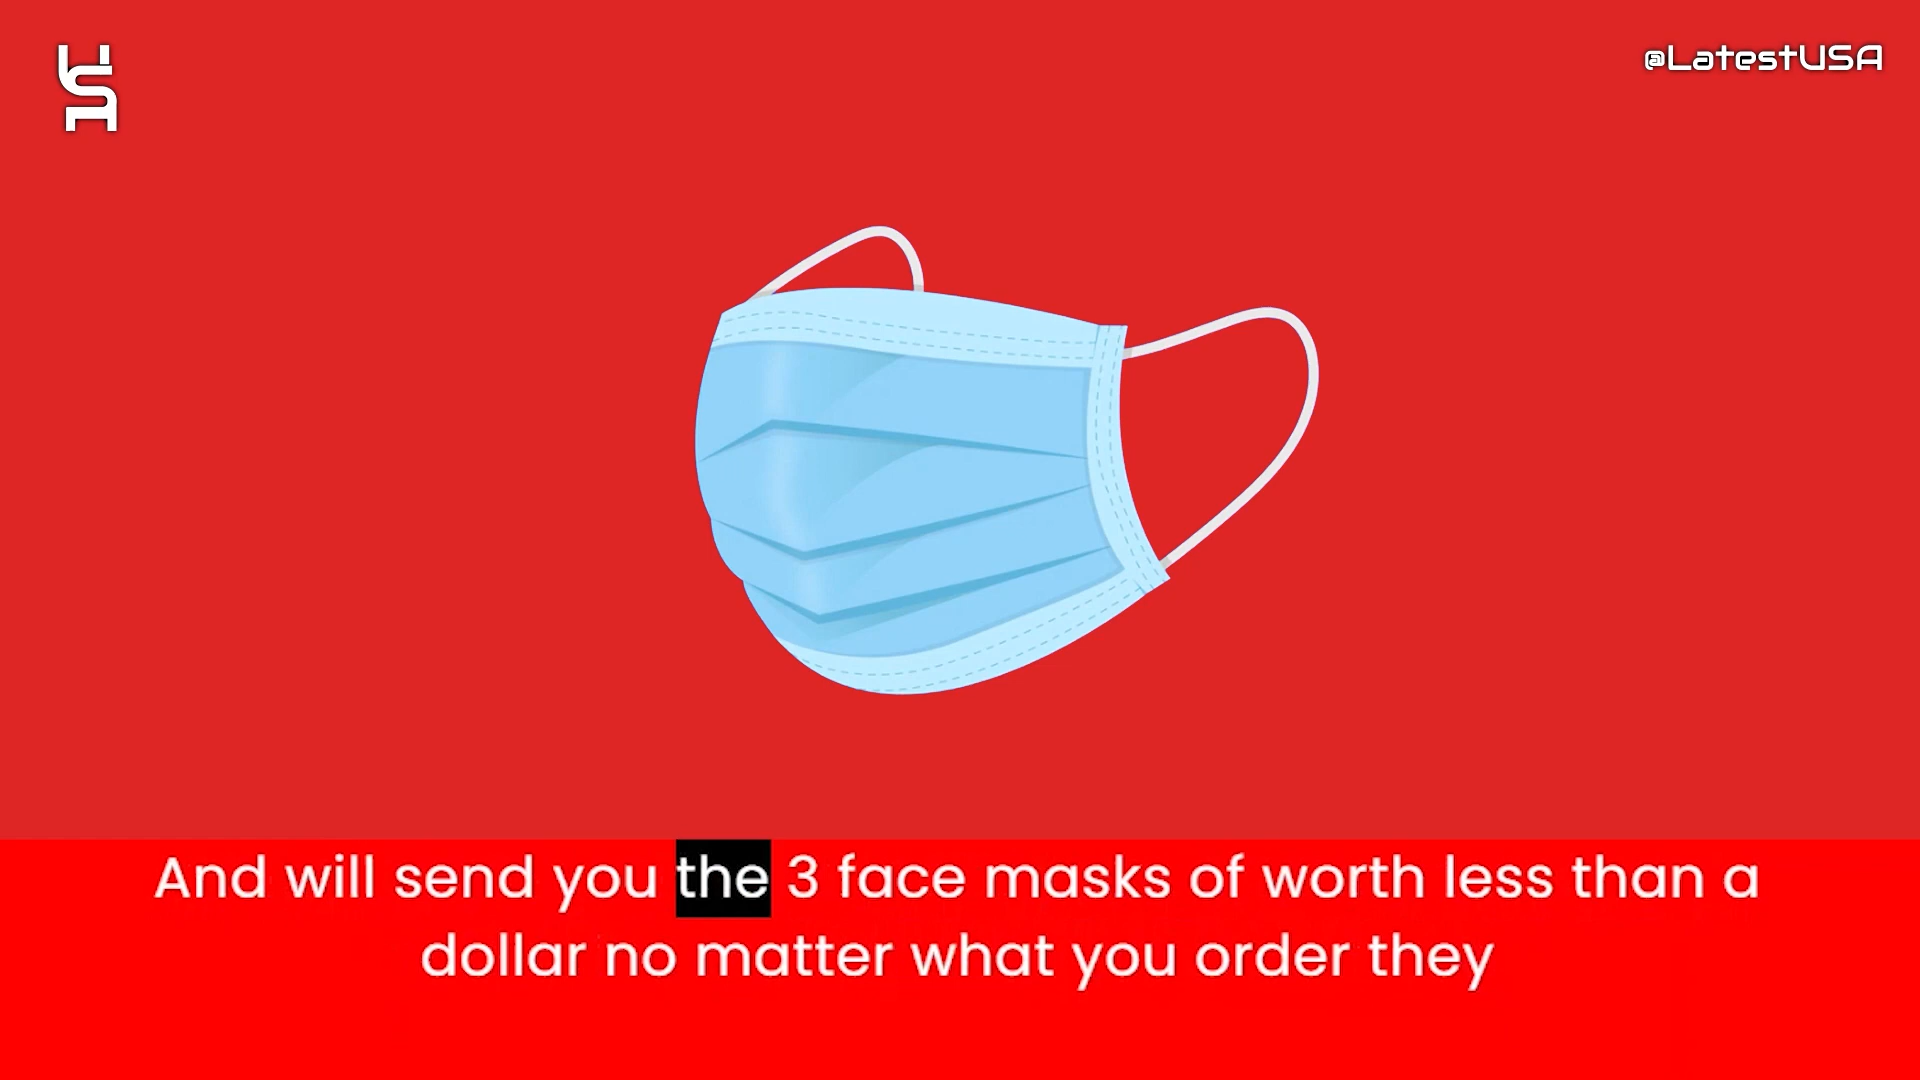 USA
@LatestUSA
And will send you the 3 face masks of worth less than a
dollar no matter what you order they